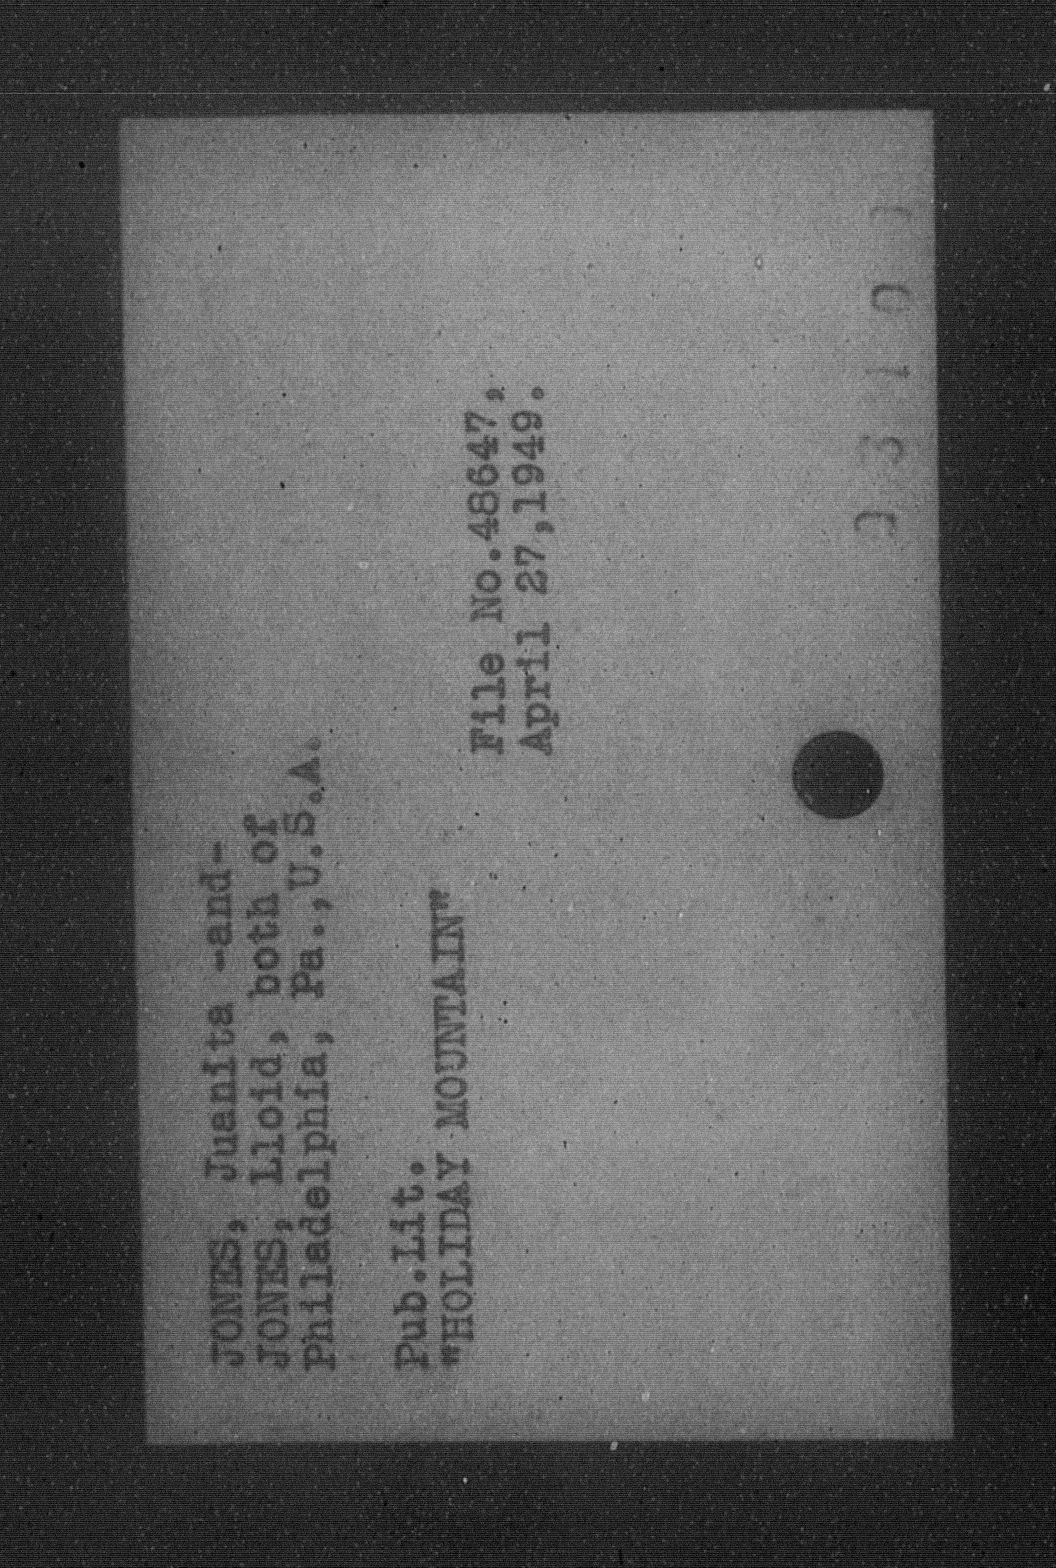 JONES, Juanita -and-
JONES, Lloid, both of
Philadelphia, Pa.,U.S.A.
Pub.Lit.
"HOLIDAY MOUNTAIN"
File No.48647,
April 27,1949.